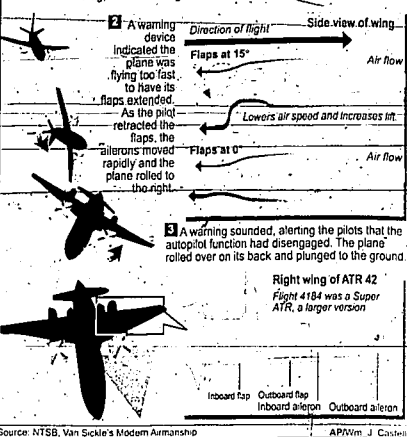 2 A warning
device
indicated the
plane was
flying too fast
to have its
flaps extended.
As the pilot
retracted the
flaps, the
ailerons moved
rapidly and the
plane rolled to
the right.
Direction of flight
Side view of wing
Flaps at 15°
Air flow
Lowers air speed and increases lift.
Flaps at 0°
Air flow
3 A warning sounded, alerting the pilots that the
autopilot function had disengaged. The plane
rolled over on its back and plunged to the ground.
Right wing of ATR 42
Flight 4184 was a Super
ATR, a larger version
Inboard flap
Outboard flap
Inboard aileron
Outboard aileron
Source: NTSB, Van Sickle's Modern Airmanship
AP/Wm. J. Castell